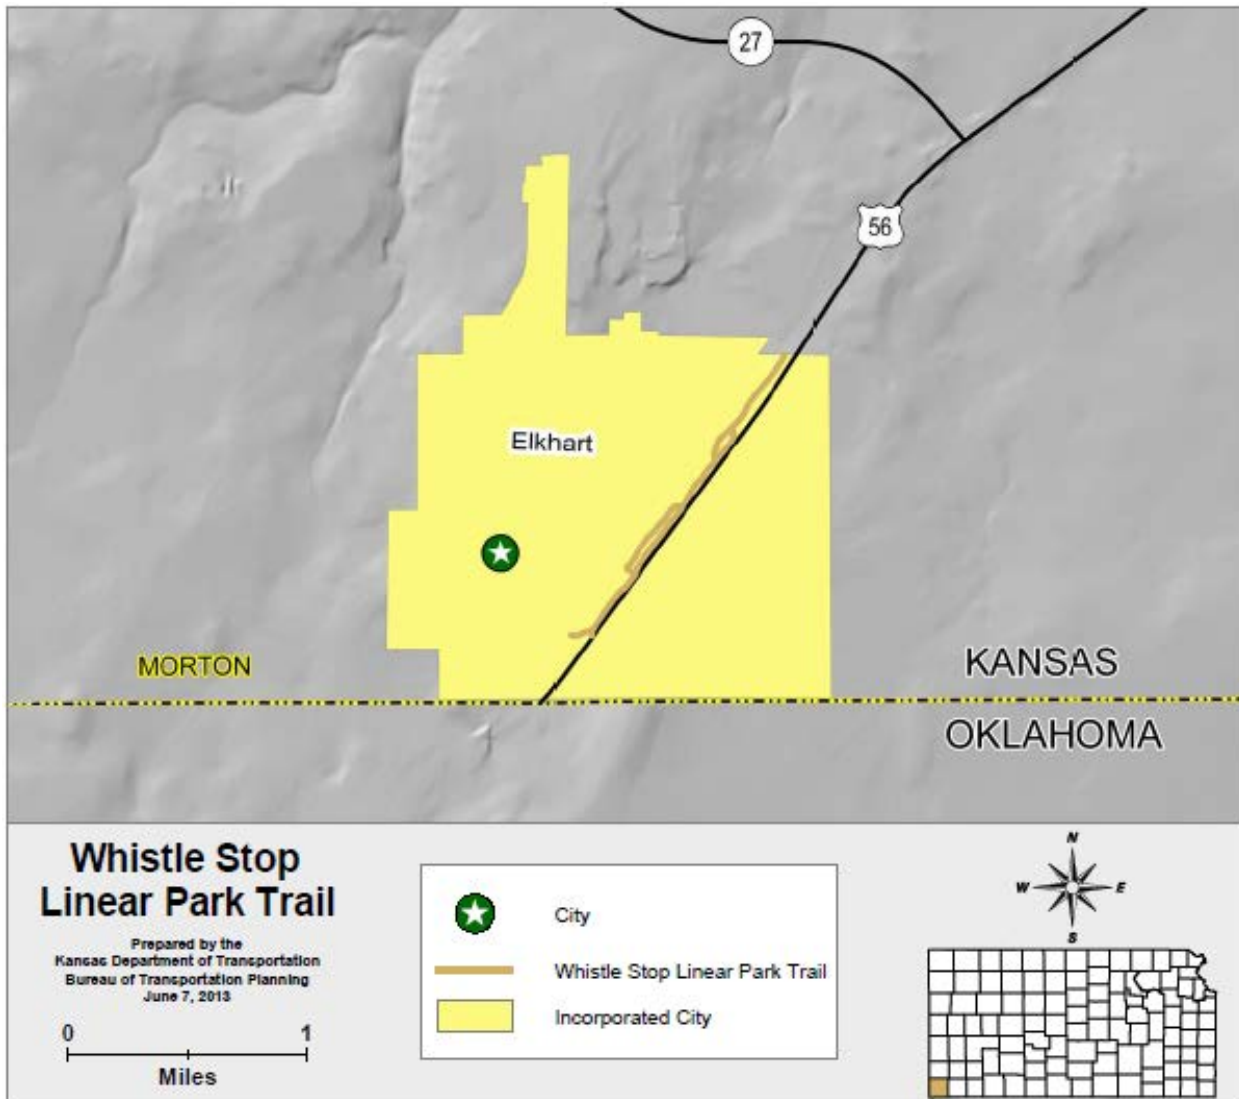 27
56
Elkhart
MORTON
KANSAS
OKLAHOMA
Whistle Stop
Linear Park Trail
Prepared by the
Kansas Department of Transportation
Bureau of Transportation Planning
June 7, 2013
0 1
Miles
City
Whistle Stop Linear Park Trail
Incorporated City
N
W E
S